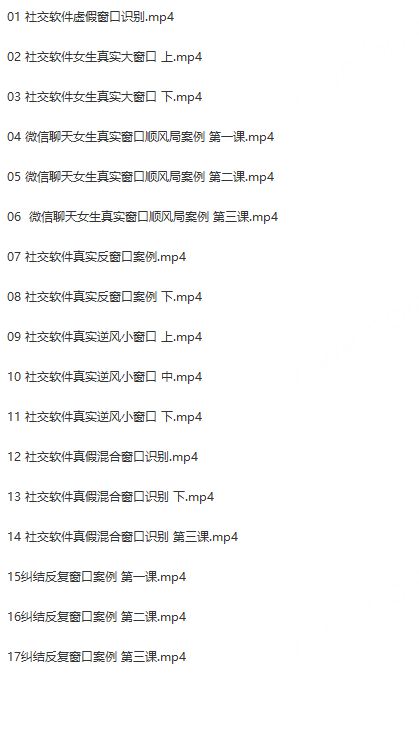 01 社交软件虚假窗口识别.mp4
02 社交软件女生真实大窗口 上.mp4
03 社交软件女生真实大窗口 下.mp4
04 微信聊天女生真实窗口顺风局案例 第一课.mp4
05 微信聊天女生真实窗口顺风局案例 第二课.mp4
06  微信聊天女生真实窗口顺风局案例 第三课.mp4
07 社交软件真实反窗口案例.mp4
08 社交软件真实反窗口案例 下.mp4
09 社交软件真实逆风小窗口 上.mp4
10 社交软件真实逆风小窗口 中.mp4
11 社交软件真实逆风小窗口 下.mp4
12 社交软件真假混合窗口识别.mp4
13 社交软件真假混合窗口识别 下.mp4
14 社交软件真假混合窗口识别 第三课.mp4
15纠结反复窗口案例 第一课.mp4
16纠结反复窗口案例 第二课.mp4
17纠结反复窗口案例 第三课.mp4